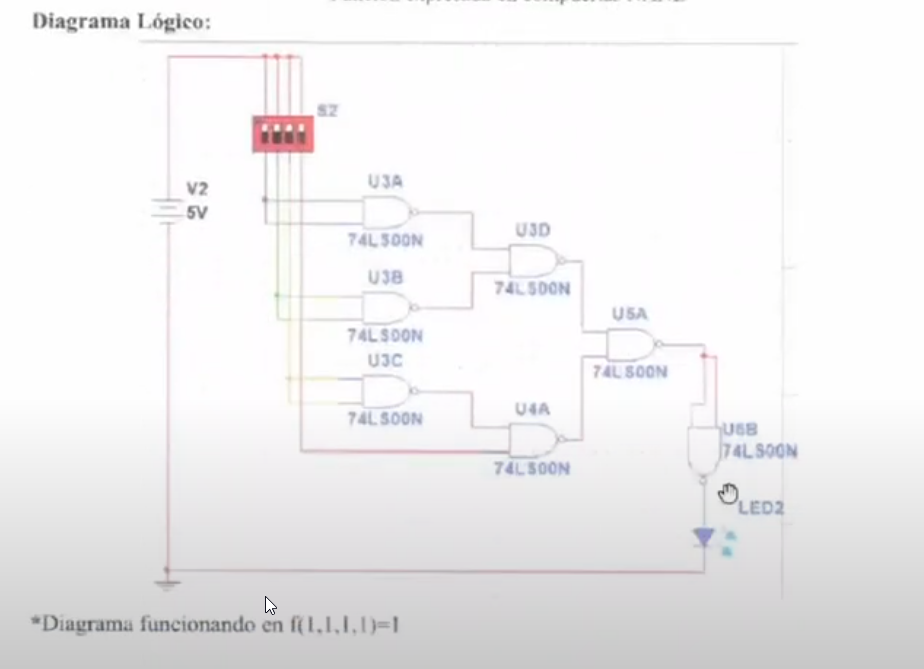 Diagrama Lógico:
S2
V2
5V
U3A
74LS00N
U3B
74LS00N
U3C
74LS00N
U3D
74LS00N
U4A
74LS00N
U5A
74LS00N
U6B
74LS00N
LED2
*Diagrama funcionando en f(1,1,1,1)=1